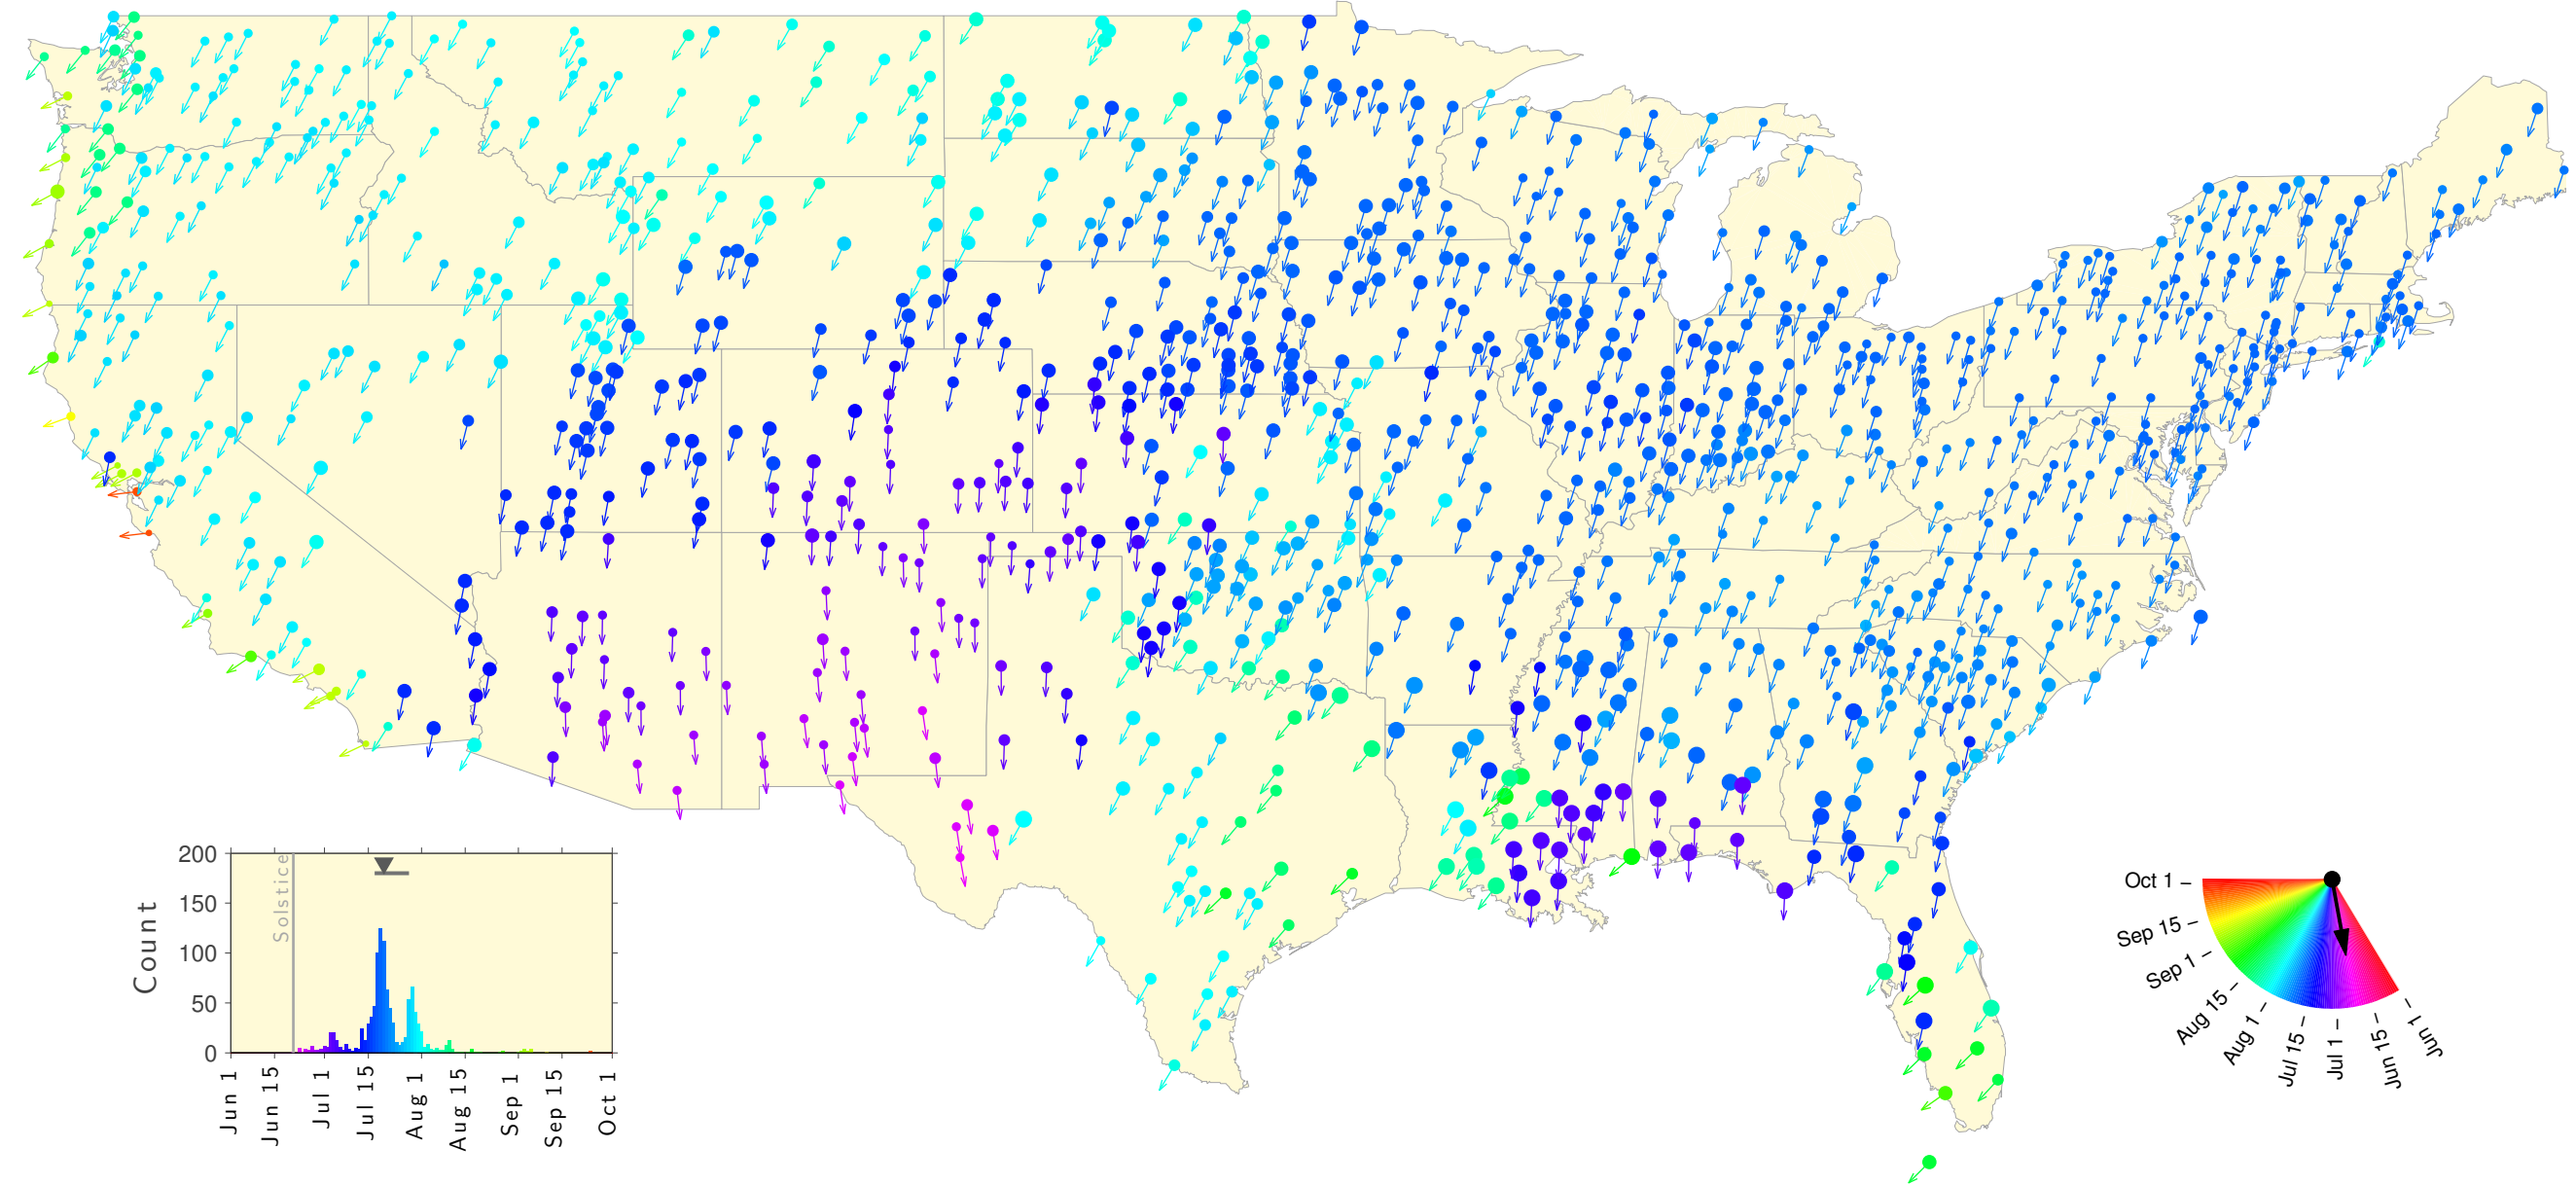 200
150
100
50
0
Count
Solstice
Jun 1
Jun 15
Jul 1
Jul 15
Aug 1
Aug 15
Sep 1
Sep 15
Oct 1
Oct 1
Sep 15
Sep 1
Aug 15
Aug 1
Jul 15
Jul 1
Jun 15
Jun 1